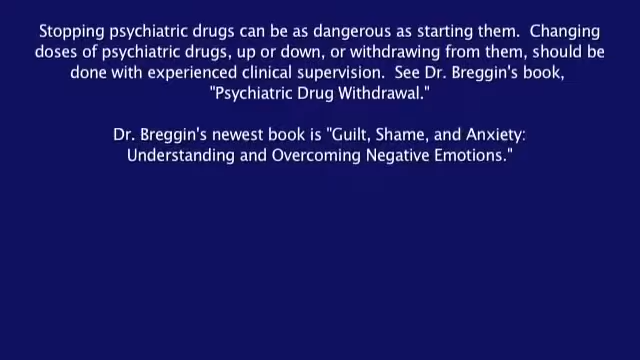 Stopping psychiatric drugs can be as dangerous as starting them.  Changing
doses of psychiatric drugs, up or down, or withdrawing from them, should be
done with experienced clinical supervision.  See Dr. Breggin's book,
"Psychiatric Drug Withdrawal."
Dr. Breggin's newest book is "Guilt, Shame, and Anxiety:
Understanding and Overcoming Negative Emotions."